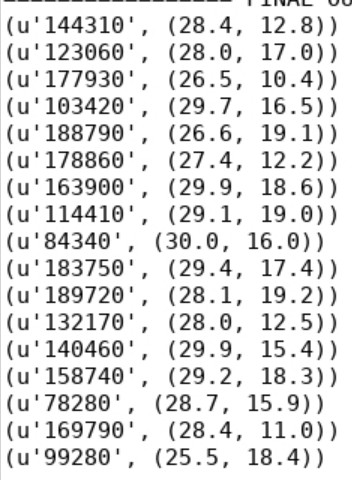 (u'144310', (28.4, 12.8))
(u'123060', (28.0, 17.0))
(u'177930', (26.5, 10.4))
(u'103420', (29.7, 16.5))
(u'188790', (26.6, 19.1))
(u'178860', (27.4, 12.2))
(u'163900', (29.9, 18.6))
(u'114410', (29.1, 19.0))
(u'84340', (30.0, 16.0))
(u'183750', (29.4, 17.4))
(u'189720', (28.1, 19.2))
(u'132170', (28.0, 12.5))
(u'140460', (29.9, 15.4))
(u'158740', (29.2, 18.3))
(u'78280', (28.7, 15.9))
(u'169790', (28.4, 11.0))
(u'99280', (25.5, 18.4))